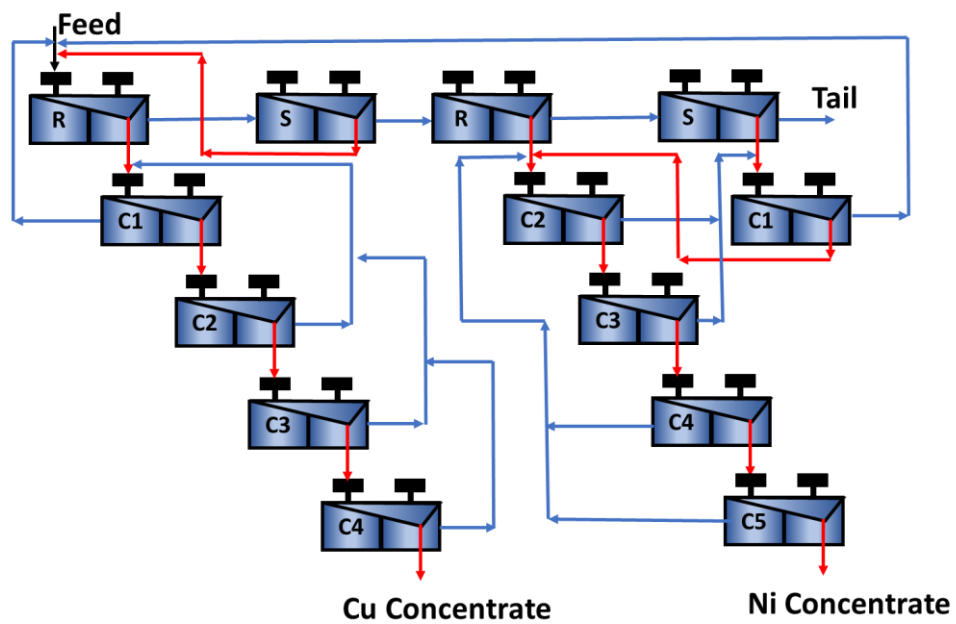 Feed
R
S
R
S
Tail
C1
C2
C1
C2
C3
C3
C4
C4
C5
Cu Concentrate
Ni Concentrate